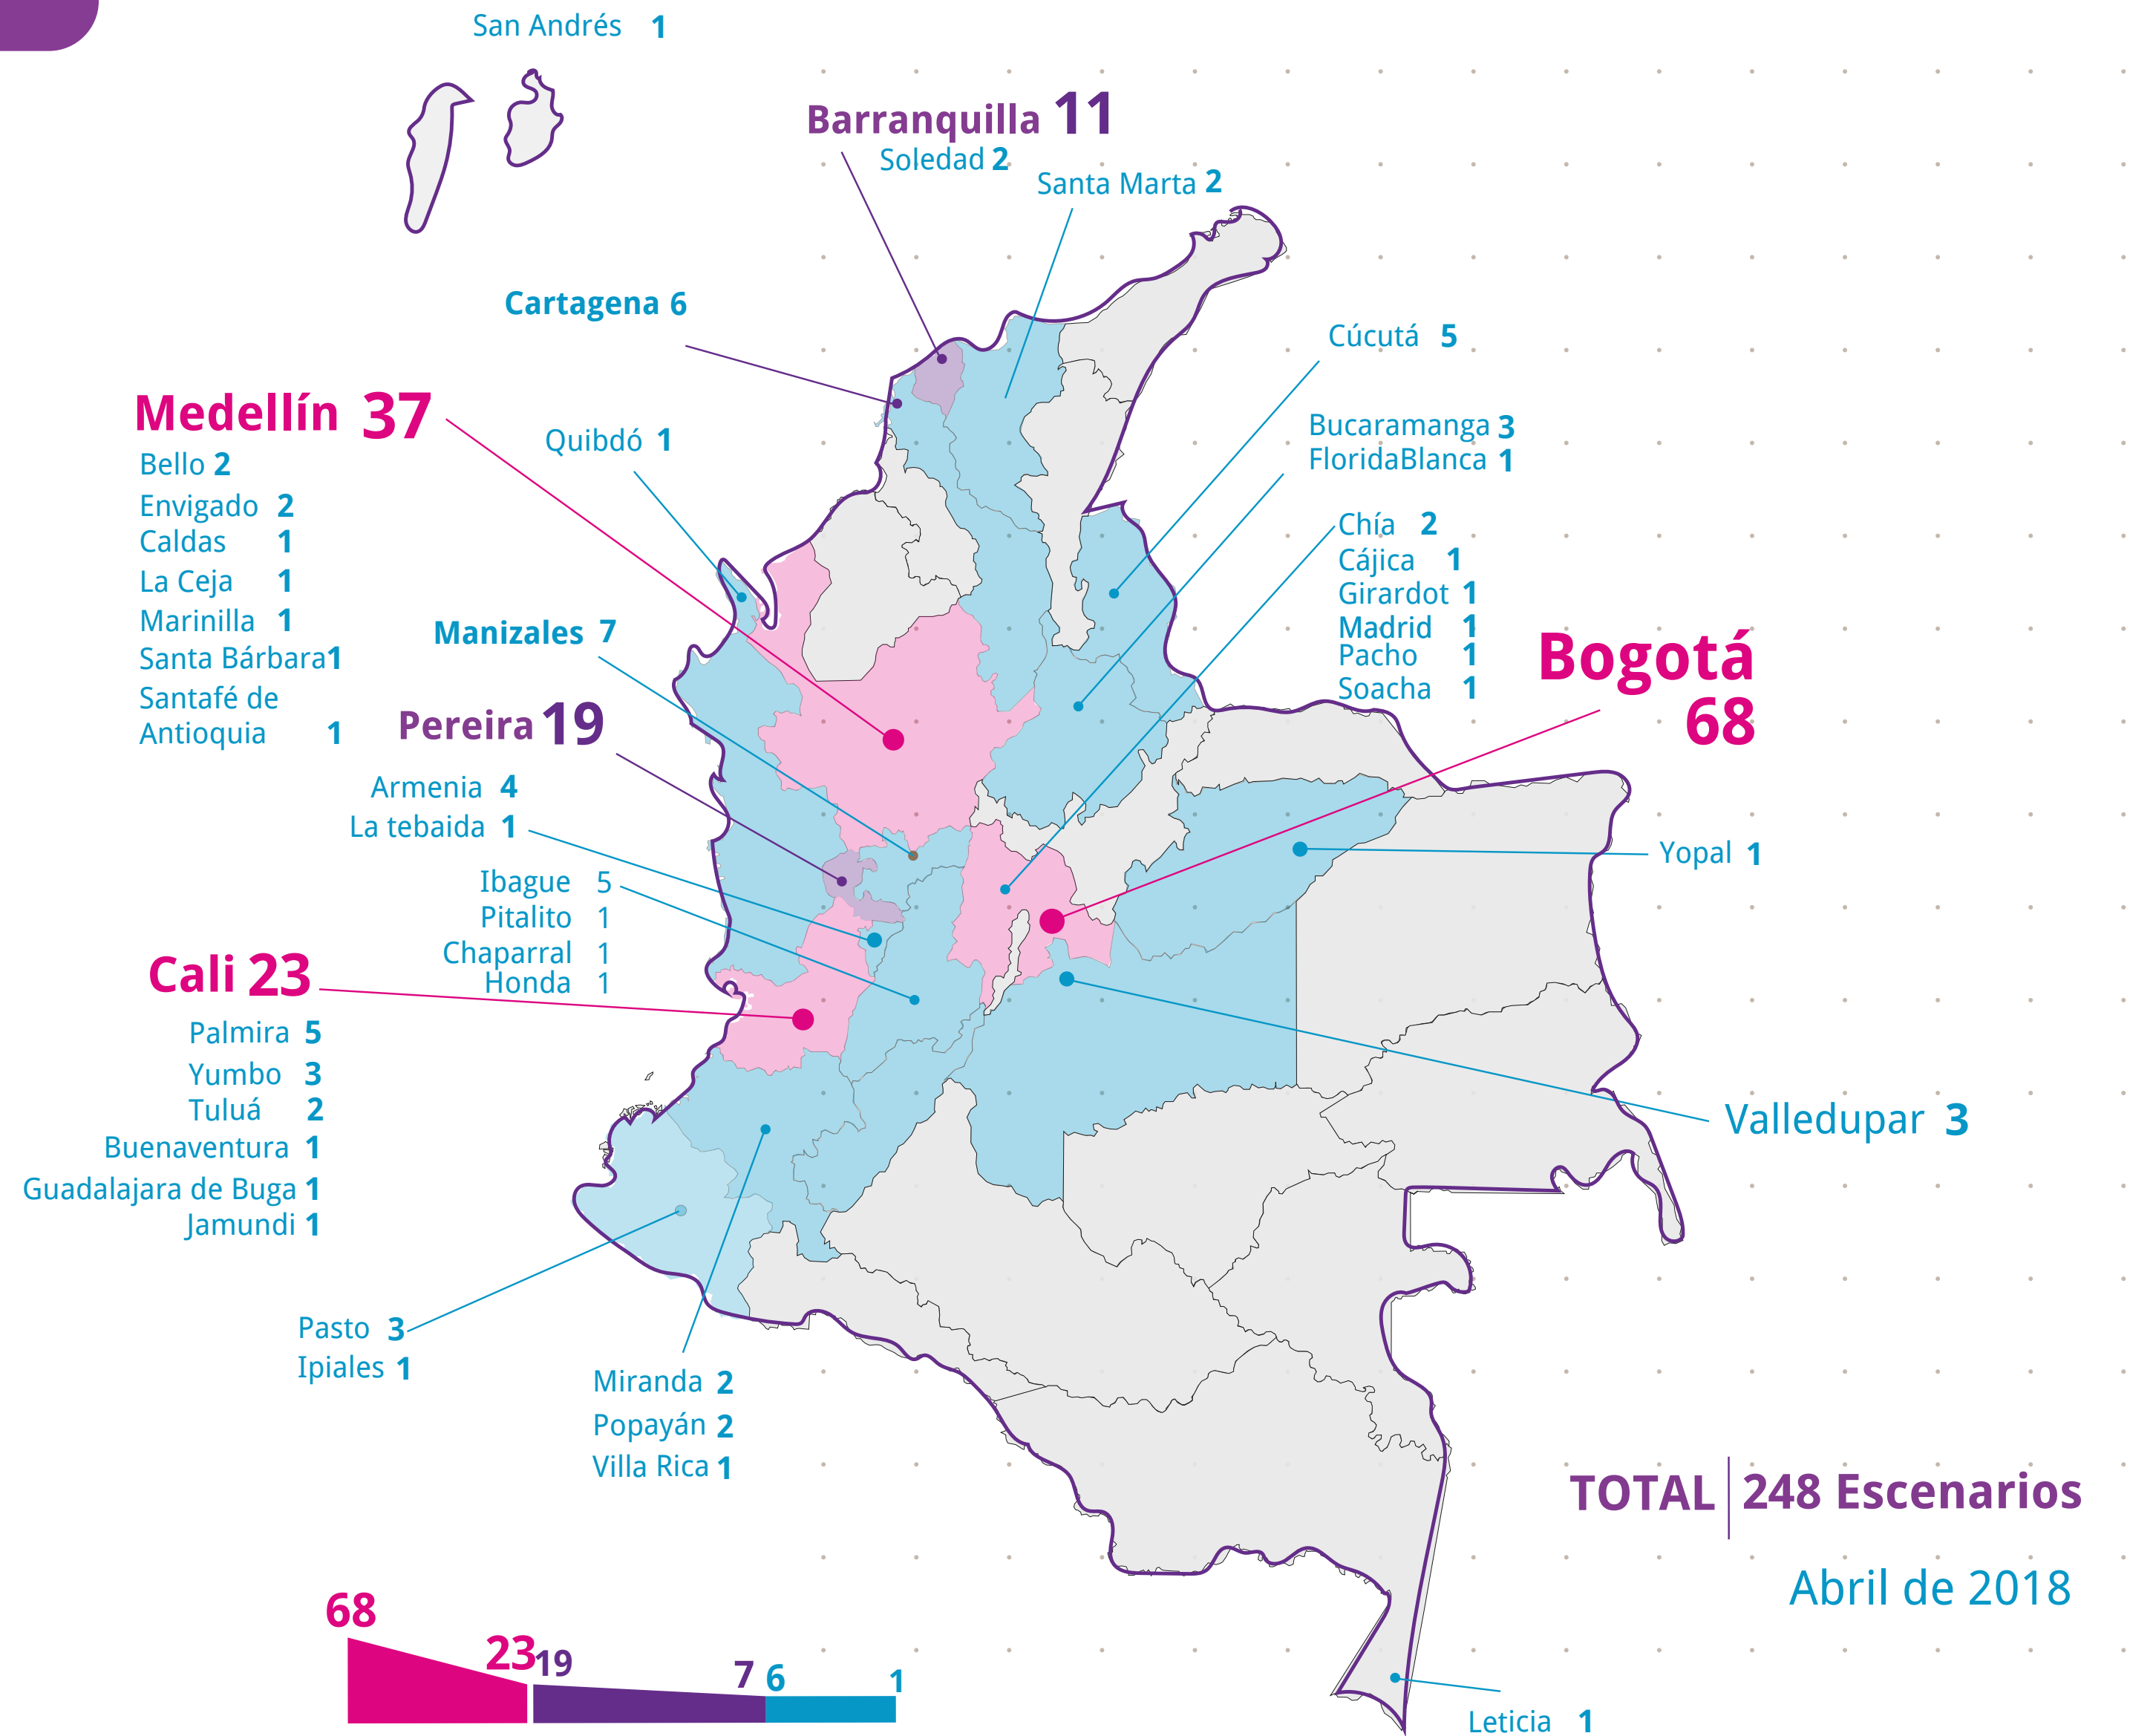 San Andrés 1
Barranquilla 11
Soledad 2
Santa Marta 2
Cartagena 6
Cúcutá 5
Medellín 37
Bello 2
Envigado 2
Caldas 1
La Ceja 1
Marinilla 1
Santa Bárbara 1
Santafé de
Antioquia 1
Quibdó 1
Bucaramanga 3
FloridaBlanca 1
Chía 2
Cájica 1
Girardot 1
Madrid 1
Pacho 1
Soacha 1
Manizales 7
Bogotá
68
Pereira 19
Armenia 4
La tebaida 1
Yopal 1
Ibague 5
Pitalito 1
Chaparral 1
Honda 1
Cali 23
Palmira 5
Yumbo 3
Tuluá 2
Buenaventura 1
Guadalajara de Buga 1
Jamundi 1
Valledupar 3
Pasto 3
Ipiales 1
Miranda 2
Popayán 2
Villa Rica 1
TOTAL 248 Escenarios
Abril de 2018
68 23 19 7 6 1
Leticia 1